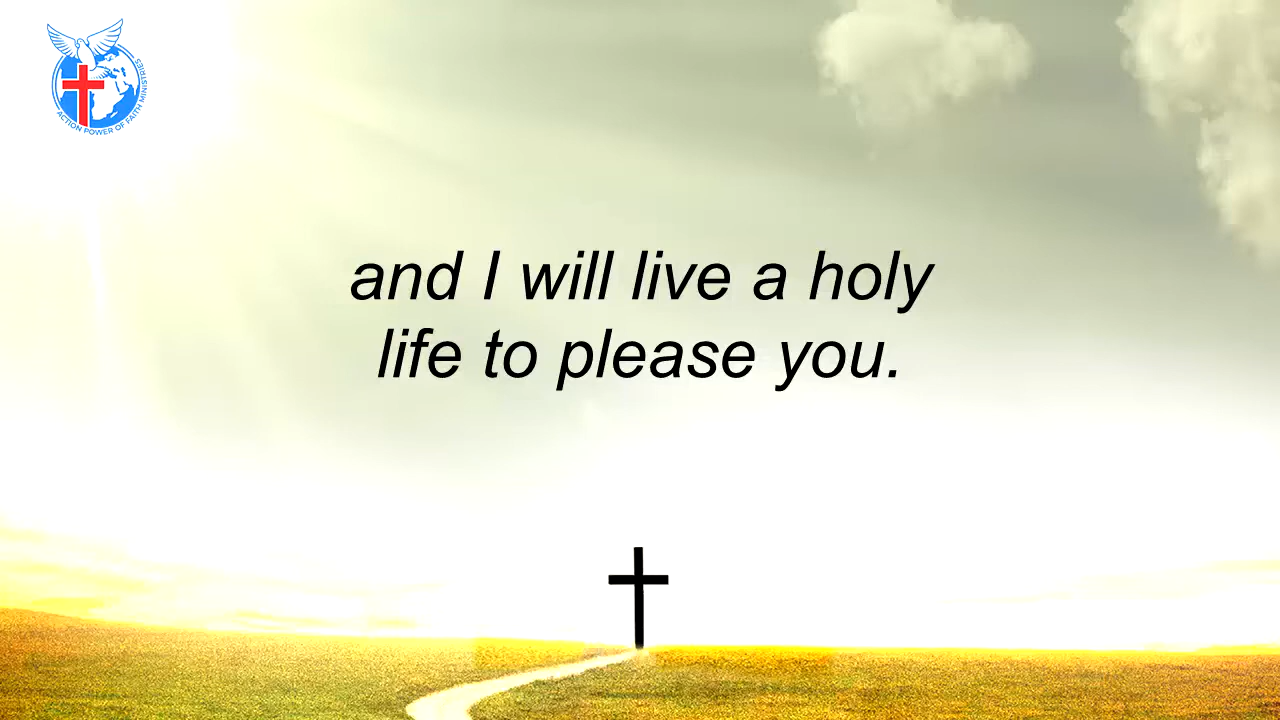 ACTION POWER OF FAITH MINISTRIES
and I will live a holy
life to please you.